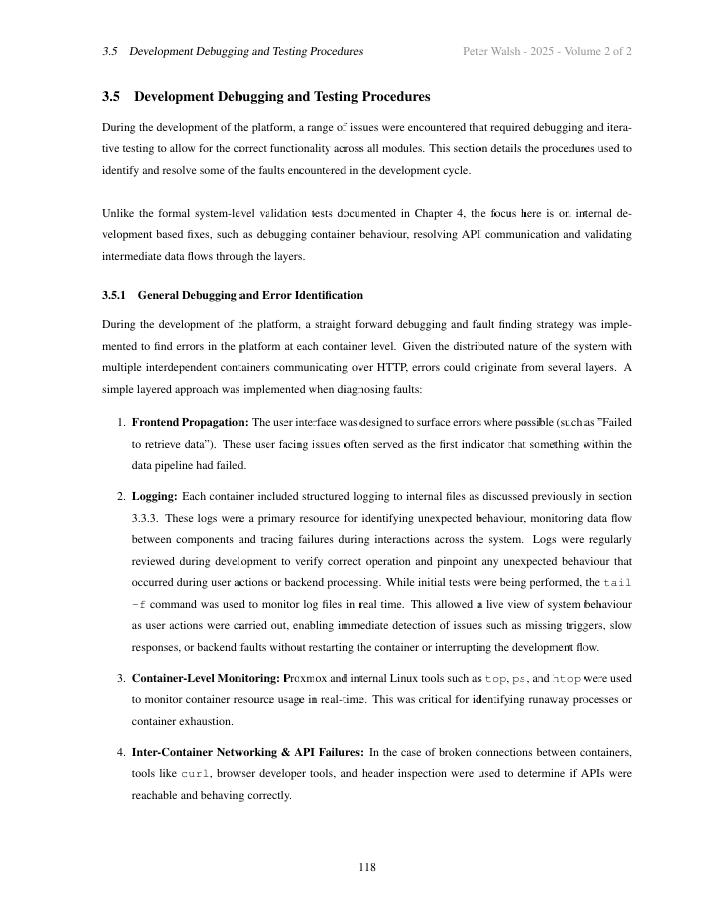 3.5 Development Debugging and Testing Procedures Peter Walsh - 2025 - Volume 2 of 2
3.5 Development Debugging and Testing Procedures
During the development of the platform, a range of issues were encountered that required debugging and itera-
tive testing to allow for the correct functionality across all modules. This section details the procedures used to
identify and resolve some of the faults encountered in the development cycle.
Unlike the formal system-level validation tests documented in Chapter 4, the focus here is on internal de-
velopment based fixes, such as debugging container behaviour, resolving API communication and validating
intermediate data flows through the layers.
3.5.1 General Debugging and Error Identification
During the development of the platform, a straight forward debugging and fault finding strategy was imple-
mented to find errors in the platform at each container level. Given the distributed nature of the system with
multiple interdependent containers communicating over HTTP, errors could originate from several layers. A
simple layered approach was implemented when diagnosing faults:
1. Frontend Propagation: The user interface was designed to surface errors where possible (such as ”Failed
to retrieve data”). These user facing issues often served as the first indicator that something within the
data pipeline had failed.
2. Logging: Each container included structured logging to internal files as discussed previously in section
3.3.3. These logs were a primary resource for identifying unexpected behaviour, monitoring data flow
between components and tracing failures during interactions across the system. Logs were regularly
reviewed during development to verify correct operation and pinpoint any unexpected behaviour that
occurred during user actions or backend processing. While initial tests were being performed, the tail
-f command was used to monitor log files in real time. This allowed a live view of system behaviour
as user actions were carried out, enabling immediate detection of issues such as missing triggers, slow
responses, or backend faults without restarting the container or interrupting the development flow.
3. Container-Level Monitoring: Proxmox and internal Linux tools such as top, ps, and htop were used
to monitor container resource usage in real-time. This was critical for identifying runaway processes or
container exhaustion.
4. Inter-Container Networking & API Failures: In the case of broken connections between containers,
tools like curl, browser developer tools, and header inspection were used to determine if APIs were
reachable and behaving correctly.
118